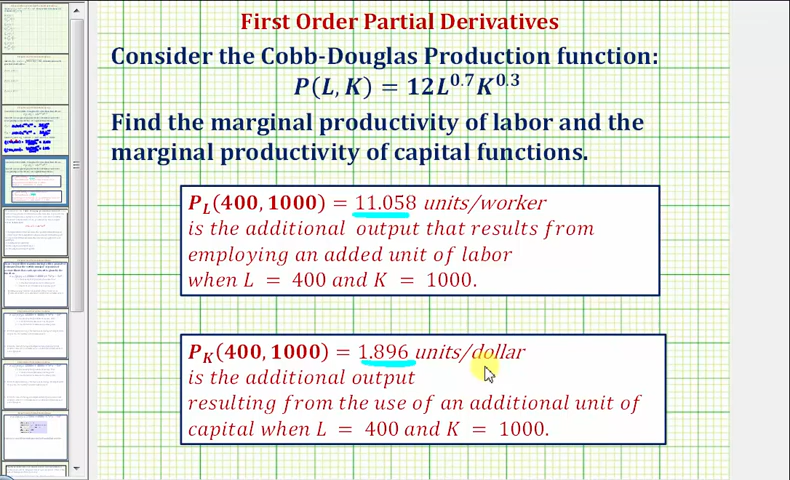 First Order Partial Derivatives
Consider the Cobb-Douglas Production function:
P(L, K) = 12L^0.7 K^0.3
Find the marginal productivity of labor and the
marginal productivity of capital functions.
P_L(400, 1000) = 11.058 units/worker
is the additional output that results from
employing an added unit of labor
when L = 400 and K = 1000.
P_K(400, 1000) = 1.896 units/dollar
is the additional output
resulting from the use of an additional unit of
capital when L = 400 and K = 1000.